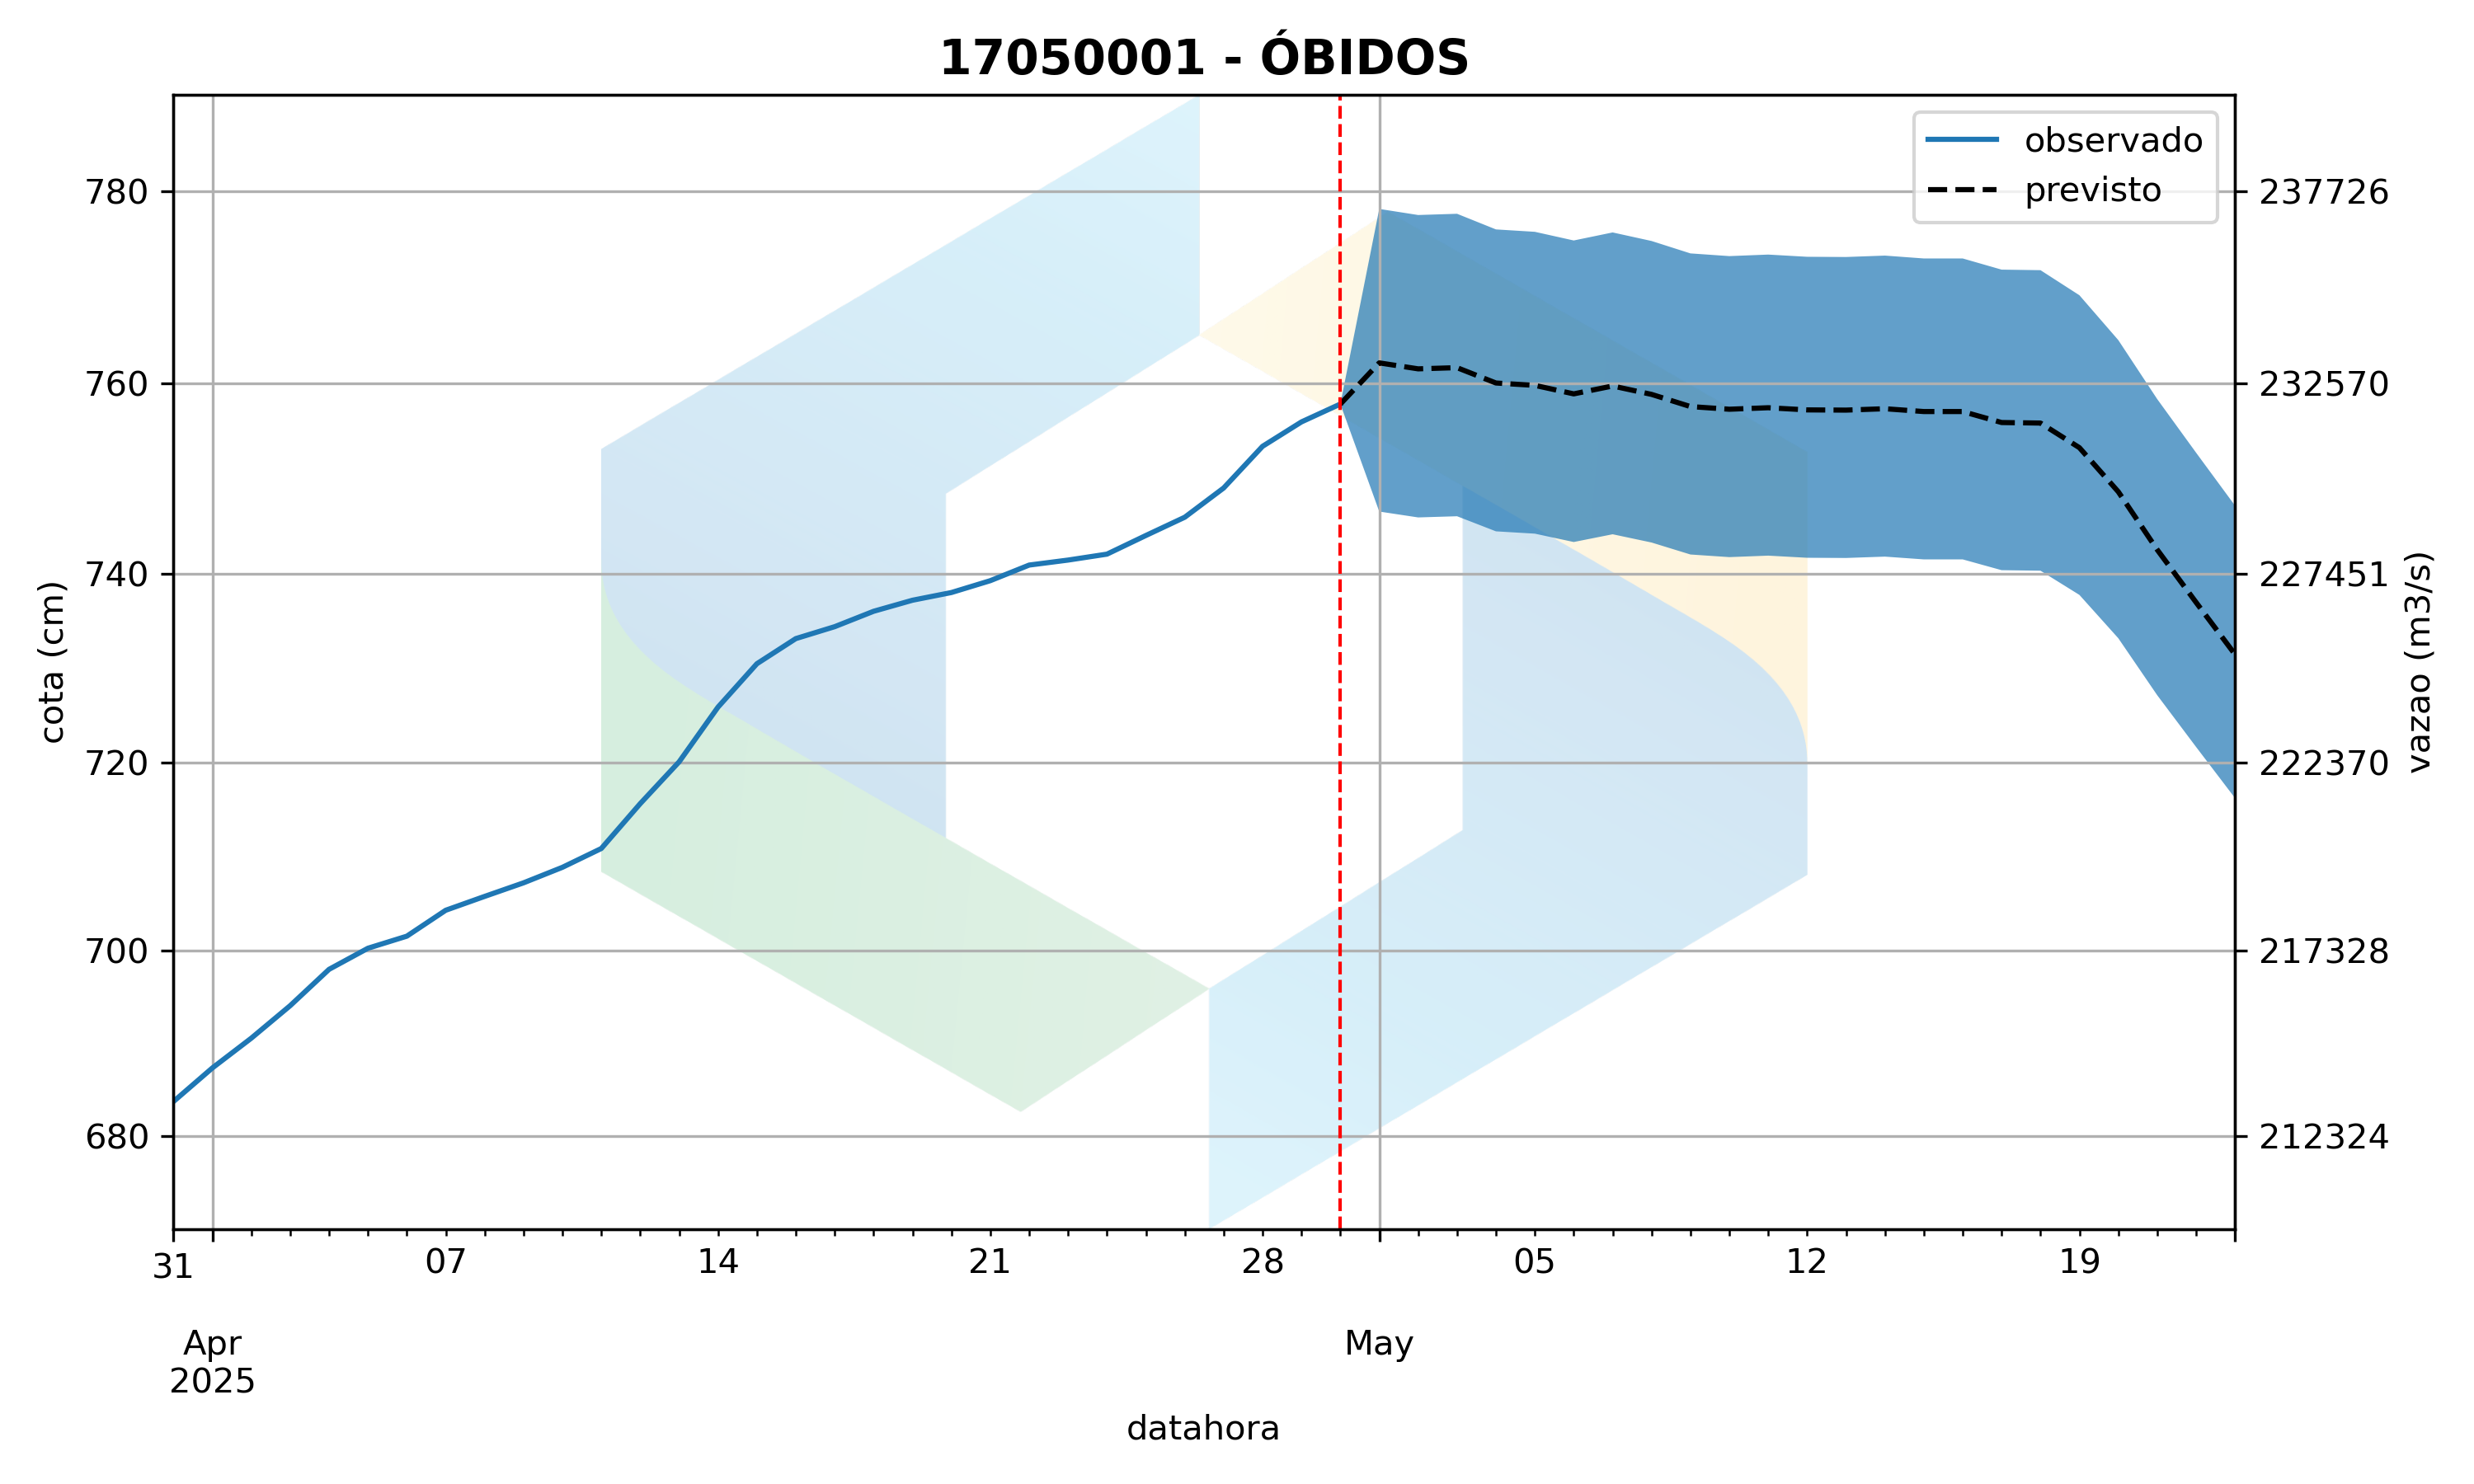 17050001 - ÓBIDOS
observado
previsto
780
760
740
720
700
680
cota (cm)
237726
232570
227451
222370
217328
212324
vazao (m3/s)
31 07 14 21 28 05 12 19
Apr May
2025
datahora